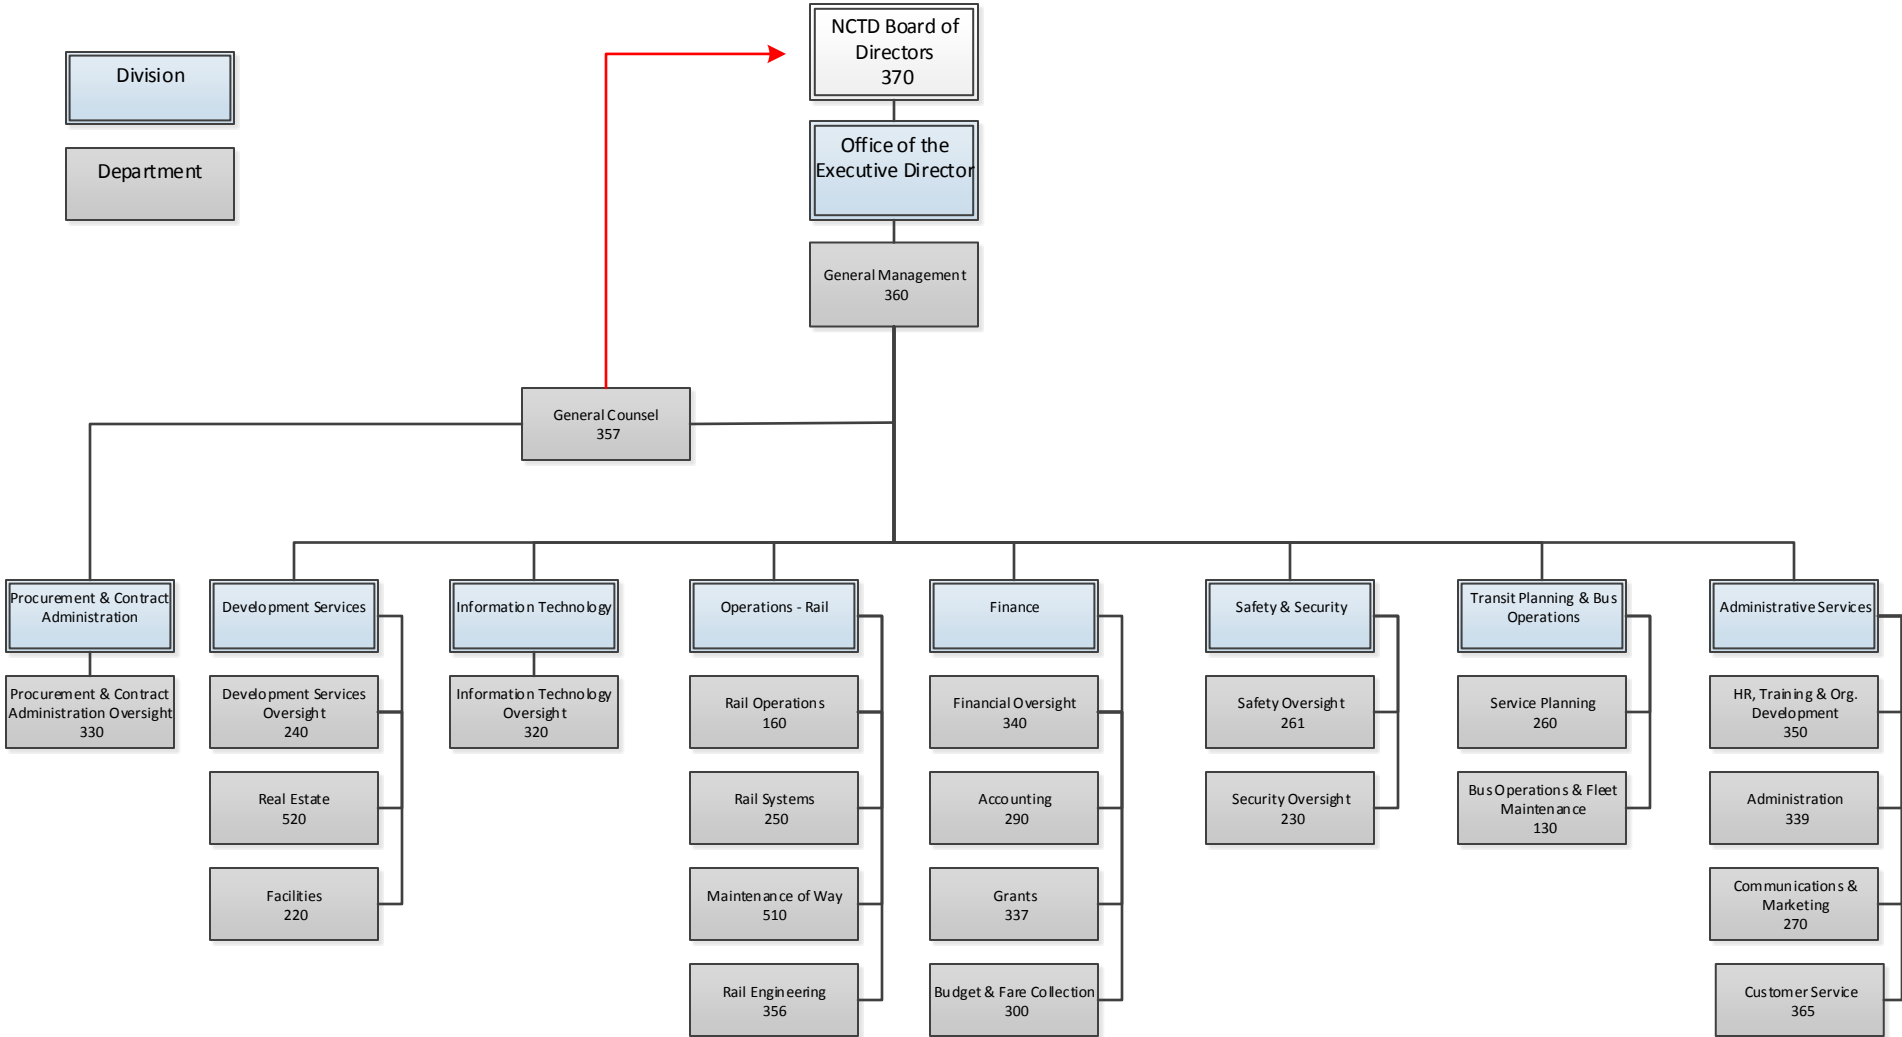 Division
Department
NCTD Board of
Directors
370
Office of the
Executive Director
General Management
360
General Counsel
357
Procurement & Contract
Administration
Procurement & Contract
Administration Oversight
330
Development Services
Development Services
Oversight
240
Real Estate
520
Facilities
220
Information Technology
Information Technology
Oversight
320
Operations - Rail
Rail Operations
160
Rail Systems
250
Maintenance of Way
510
Rail Engineering
356
Finance
Financial Oversight
340
Accounting
290
Grants
337
Budget & Fare Collection
300
Safety & Security
Safety Oversight
261
Security Oversight
230
Transit Planning & Bus
Operations
Service Planning
260
Bus Operations & Fleet
Maintenance
130
Administrative Services
HR, Training & Org.
Development
350
Administration
339
Communications &
Marketing
270
Customer Service
365